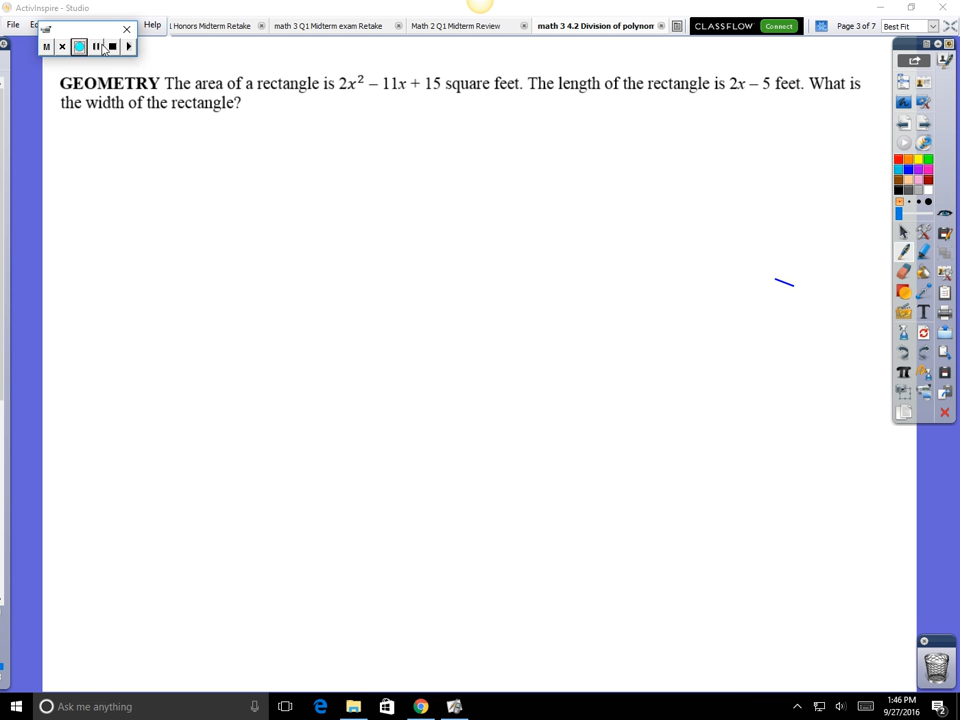 ActivInspire - Studio
File
Ed
Help
l Honors Midterm Retake
math 3 Q1 Midterm exam Retake
Math 2 Q1 Midterm Review
math 3 4.2 Division of polynom
CLASSFLOW
Connect
Page 3 of 7
Best Fit
M
GEOMETRY The area of a rectangle is 2x² – 11x + 15 square feet. The length of the rectangle is 2x – 5 feet. What is
the width of the rectangle?
T
Ask me anything
1:46 PM
9/27/2016
2